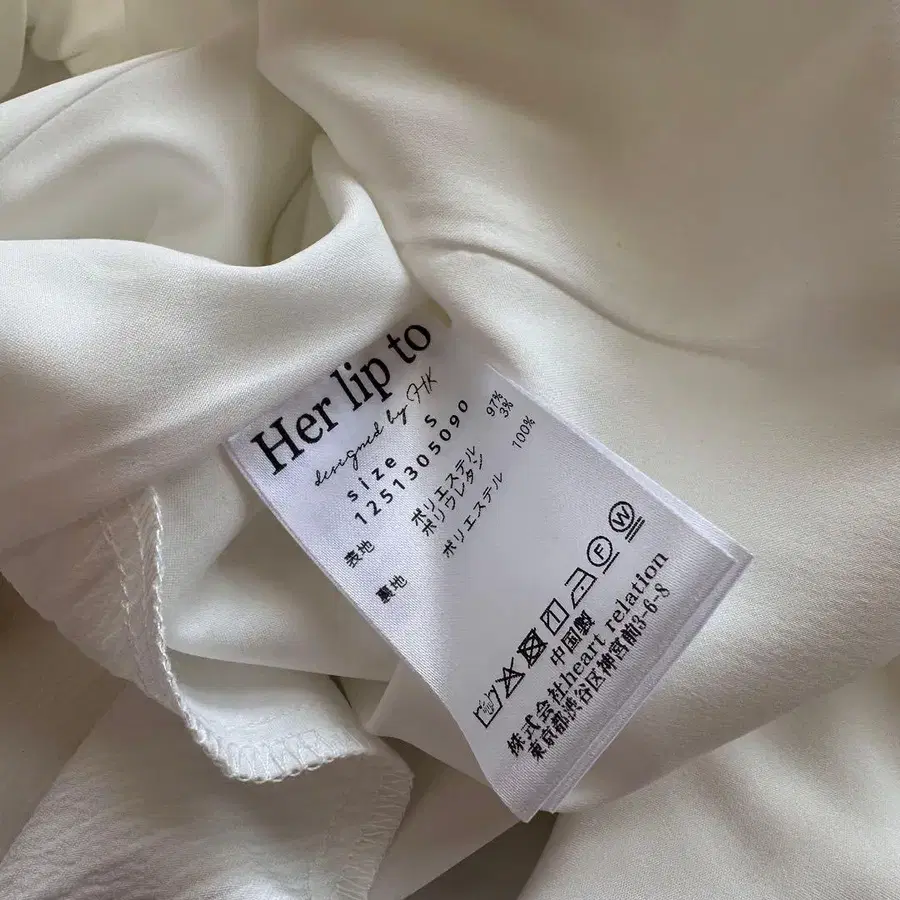 Her lip to
designed by HK
size S
1251305090
表地 ポリエステル 97%
ポリウレタン 3%
裏地 ポリエステル 100%
F W
中国製
株式会社heart relation
東京都渋谷区神宮前3-6-8